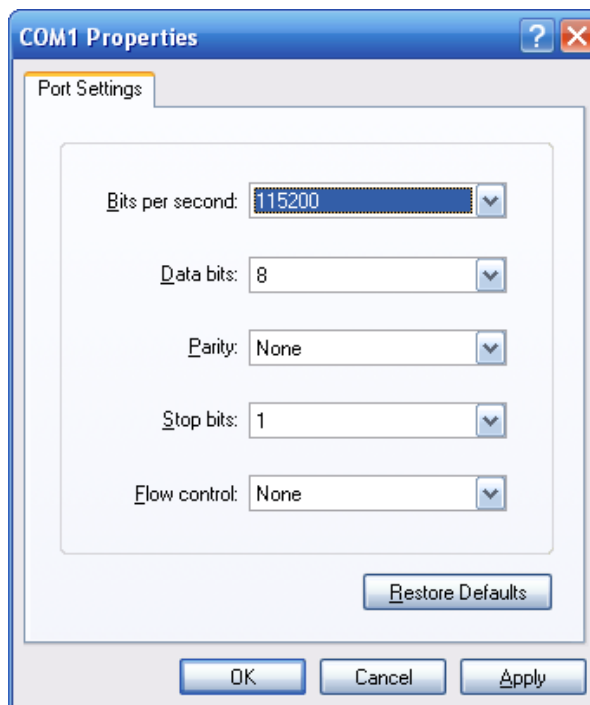 COM1 Properties
Port Settings
Bits per second: 115200
Data bits: 8
Parity: None
Stop bits: 1
Flow control: None
Restore Defaults
OK Cancel Apply